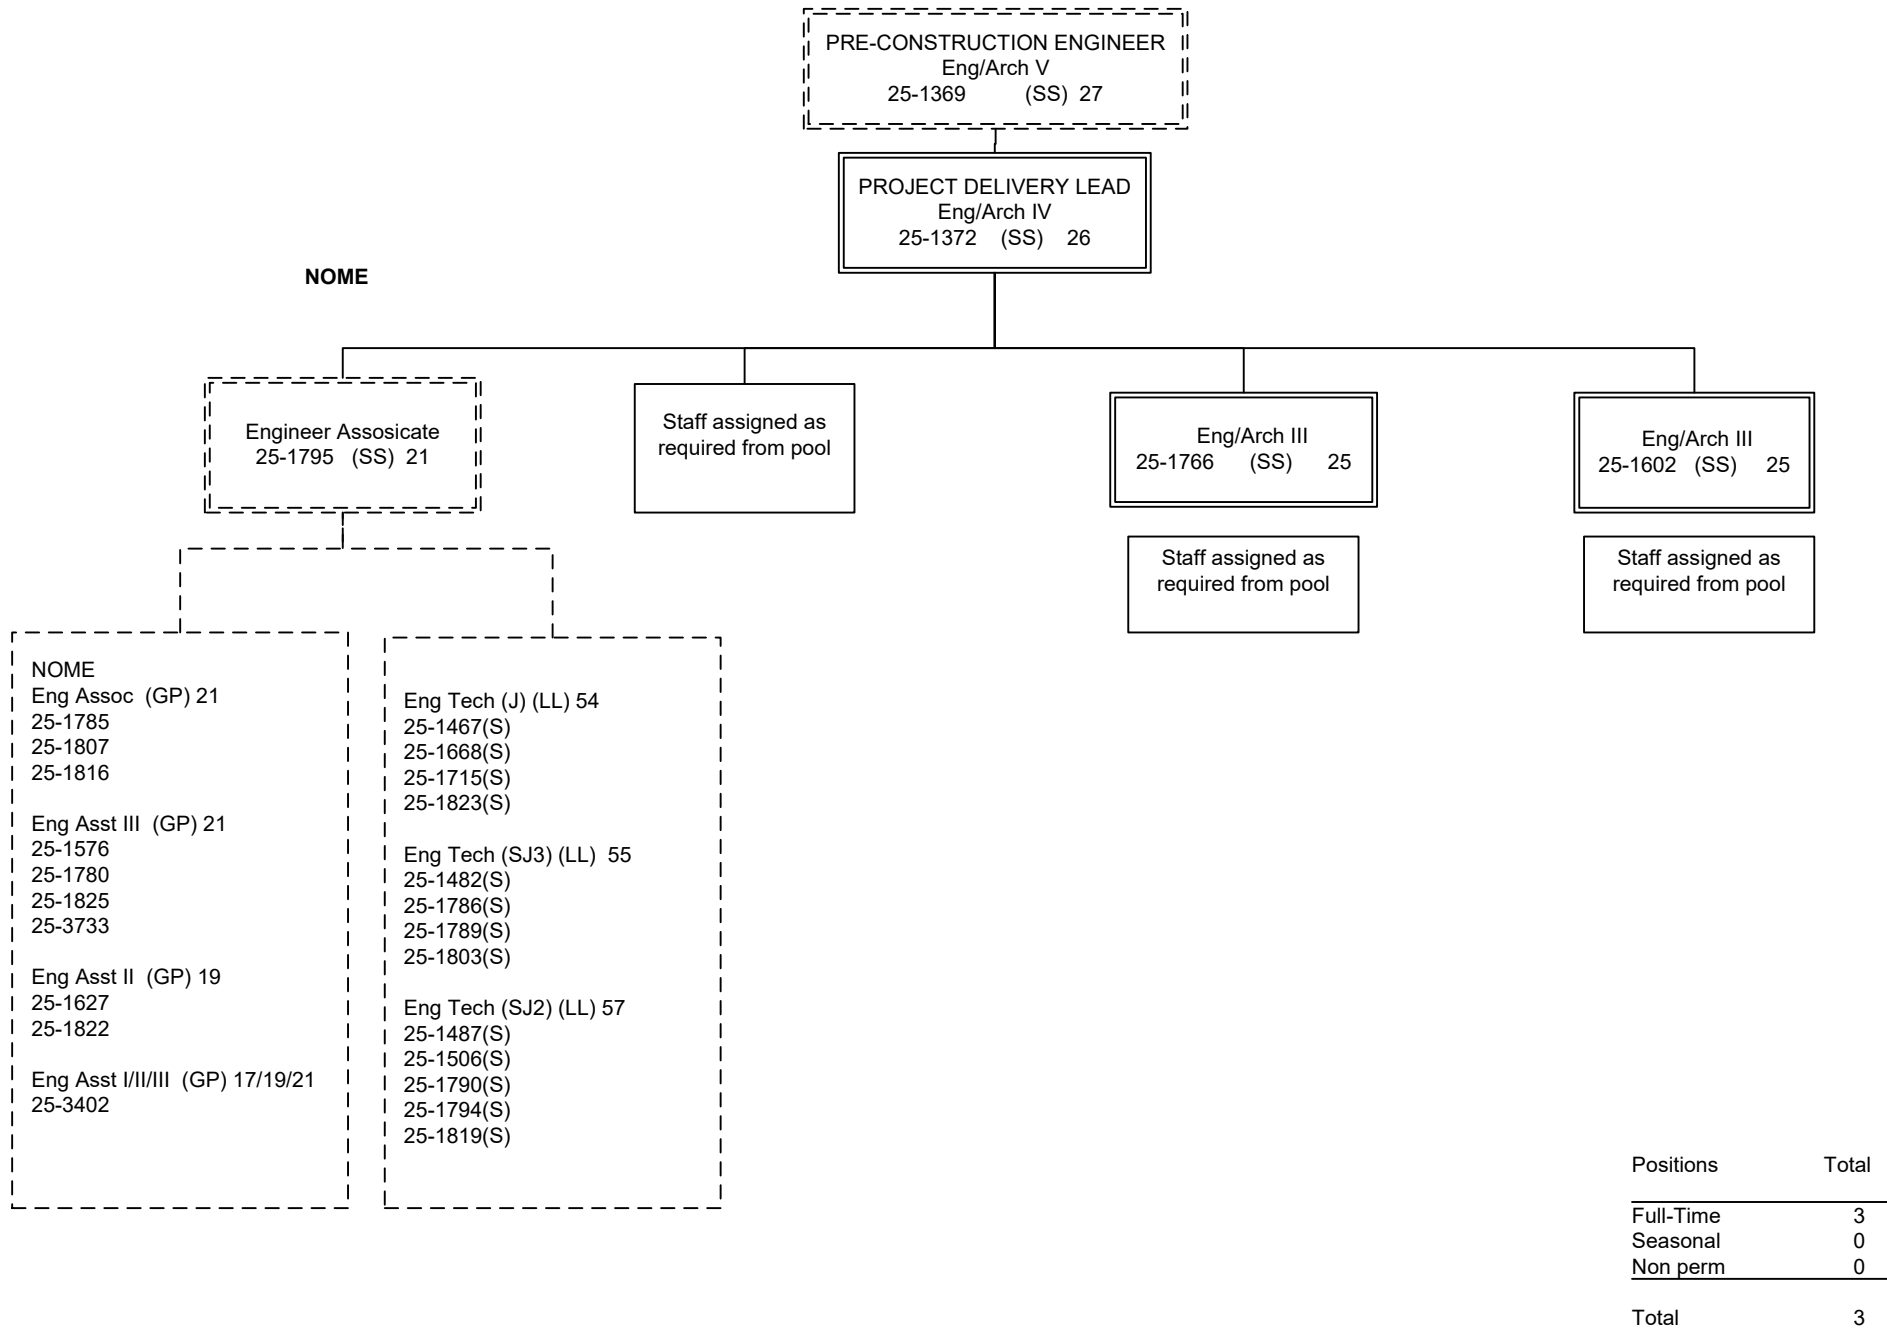 PRE-CONSTRUCTION ENGINEER
Eng/Arch V
25-1369 (SS) 27
PROJECT DELIVERY LEAD
Eng/Arch IV
25-1372 (SS) 26
NOME
Engineer Assosicate
25-1795 (SS) 21
Staff assigned as
required from pool
Eng/Arch III
25-1766 (SS) 25
Eng/Arch III
25-1602 (SS) 25
Staff assigned as
required from pool
Staff assigned as
required from pool
NOME
Eng Assoc (GP) 21
25-1785
25-1807
25-1816
Eng Asst III (GP) 21
25-1576
25-1780
25-1825
25-3733
Eng Asst II (GP) 19
25-1627
25-1822
Eng Asst I/II/III (GP) 17/19/21
25-3402
Eng Tech (J) (LL) 54
25-1467(S)
25-1668(S)
25-1715(S)
25-1823(S)
Eng Tech (SJ3) (LL) 55
25-1482(S)
25-1786(S)
25-1789(S)
25-1803(S)
Eng Tech (SJ2) (LL) 57
25-1487(S)
25-1506(S)
25-1790(S)
25-1794(S)
25-1819(S)
Positions Total
Full-Time 3
Seasonal 0
Non perm 0
Total 3